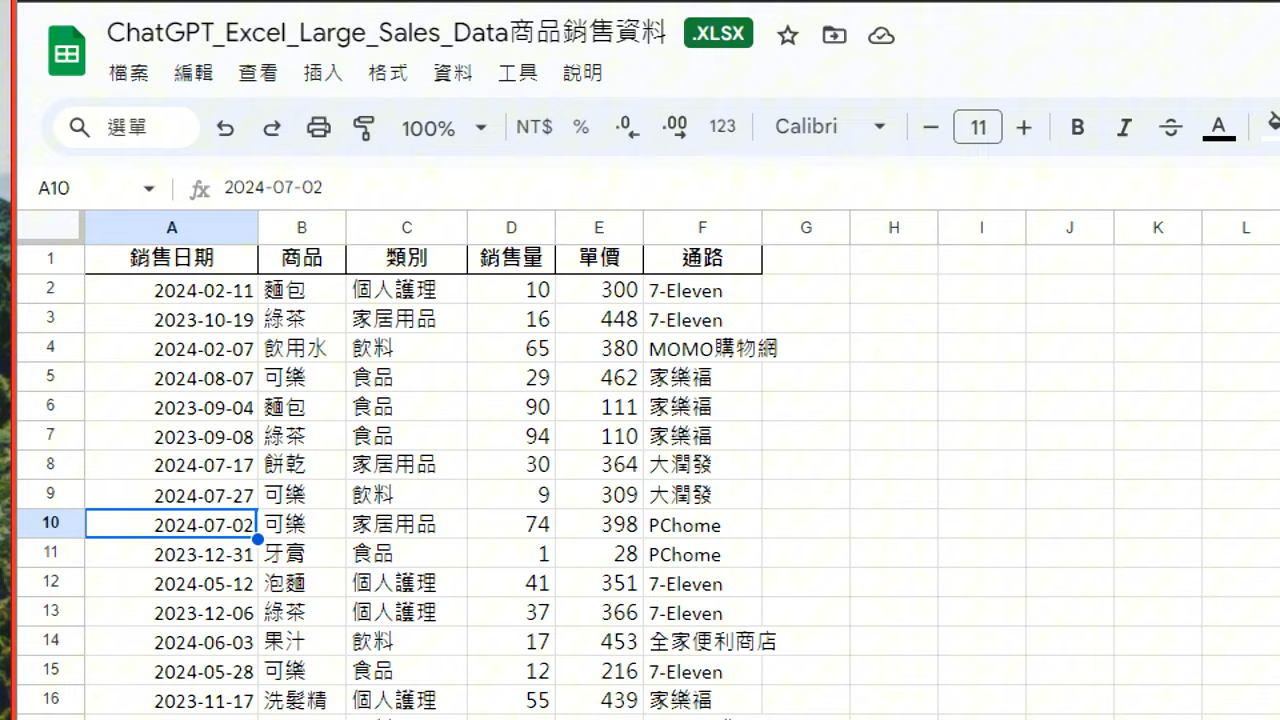 ChatGPT_Excel_Large_Sales_Data商品銷售資料 .XLSX
檔案 編輯 查看 插入 格式 資料 工具 說明
選單 100% NT$ % .0 .00 123 Calibri 11 B I S A
A10 fx 2024-07-02
A B C D E F G H I J K L
1 銷售日期 商品 類別 銷售量 單價 通路
2 2024-02-11 麵包 個人護理 10 300 7-Eleven
3 2023-10-19 綠茶 家居用品 16 448 7-Eleven
4 2024-02-07 飲用水 飲料 65 380 MOMO購物網
5 2024-08-07 可樂 食品 29 462 家樂福
6 2023-09-04 麵包 食品 90 111 家樂福
7 2023-09-08 綠茶 食品 94 110 家樂福
8 2024-07-17 餅乾 家居用品 30 364 大潤發
9 2024-07-27 可樂 飲料 9 309 大潤發
10 2024-07-02 可樂 家居用品 74 398 PChome
11 2023-12-31 牙膏 食品 1 28 PChome
12 2024-05-12 泡麵 個人護理 41 351 7-Eleven
13 2023-12-06 綠茶 個人護理 37 366 7-Eleven
14 2024-06-03 果汁 飲料 17 453 全家便利商店
15 2024-05-28 可樂 食品 12 216 7-Eleven
16 2023-11-17 洗髮精 個人護理 55 439 家樂福